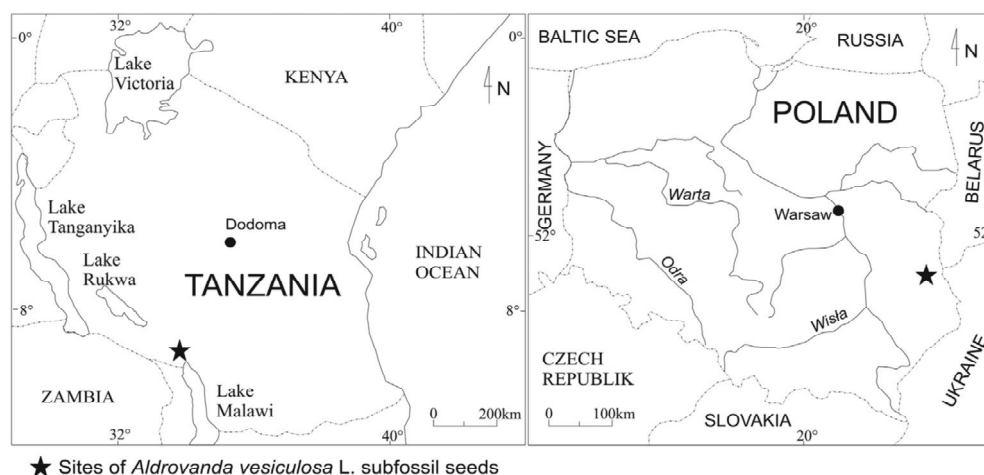 32°
40°
0°
0°
Lake
Victoria
KENYA
N
Lake
Tanganyika
Dodoma
Lake
Rukwa
TANZANIA
INDIAN
OCEAN
8°
8°
ZAMBIA
Lake
Malawi
0
200km
32°
40°
20°
BALTIC SEA
RUSSIA
N
POLAND
GERMANY
BELARUS
Warta
Warsaw
52°
52
Odra
Wisła
CZECH
REPUBLIK
UKRAINE
0
100km
SLOVAKIA
20°
Sites of Aldrovanda vesiculosa L. subfossil seeds